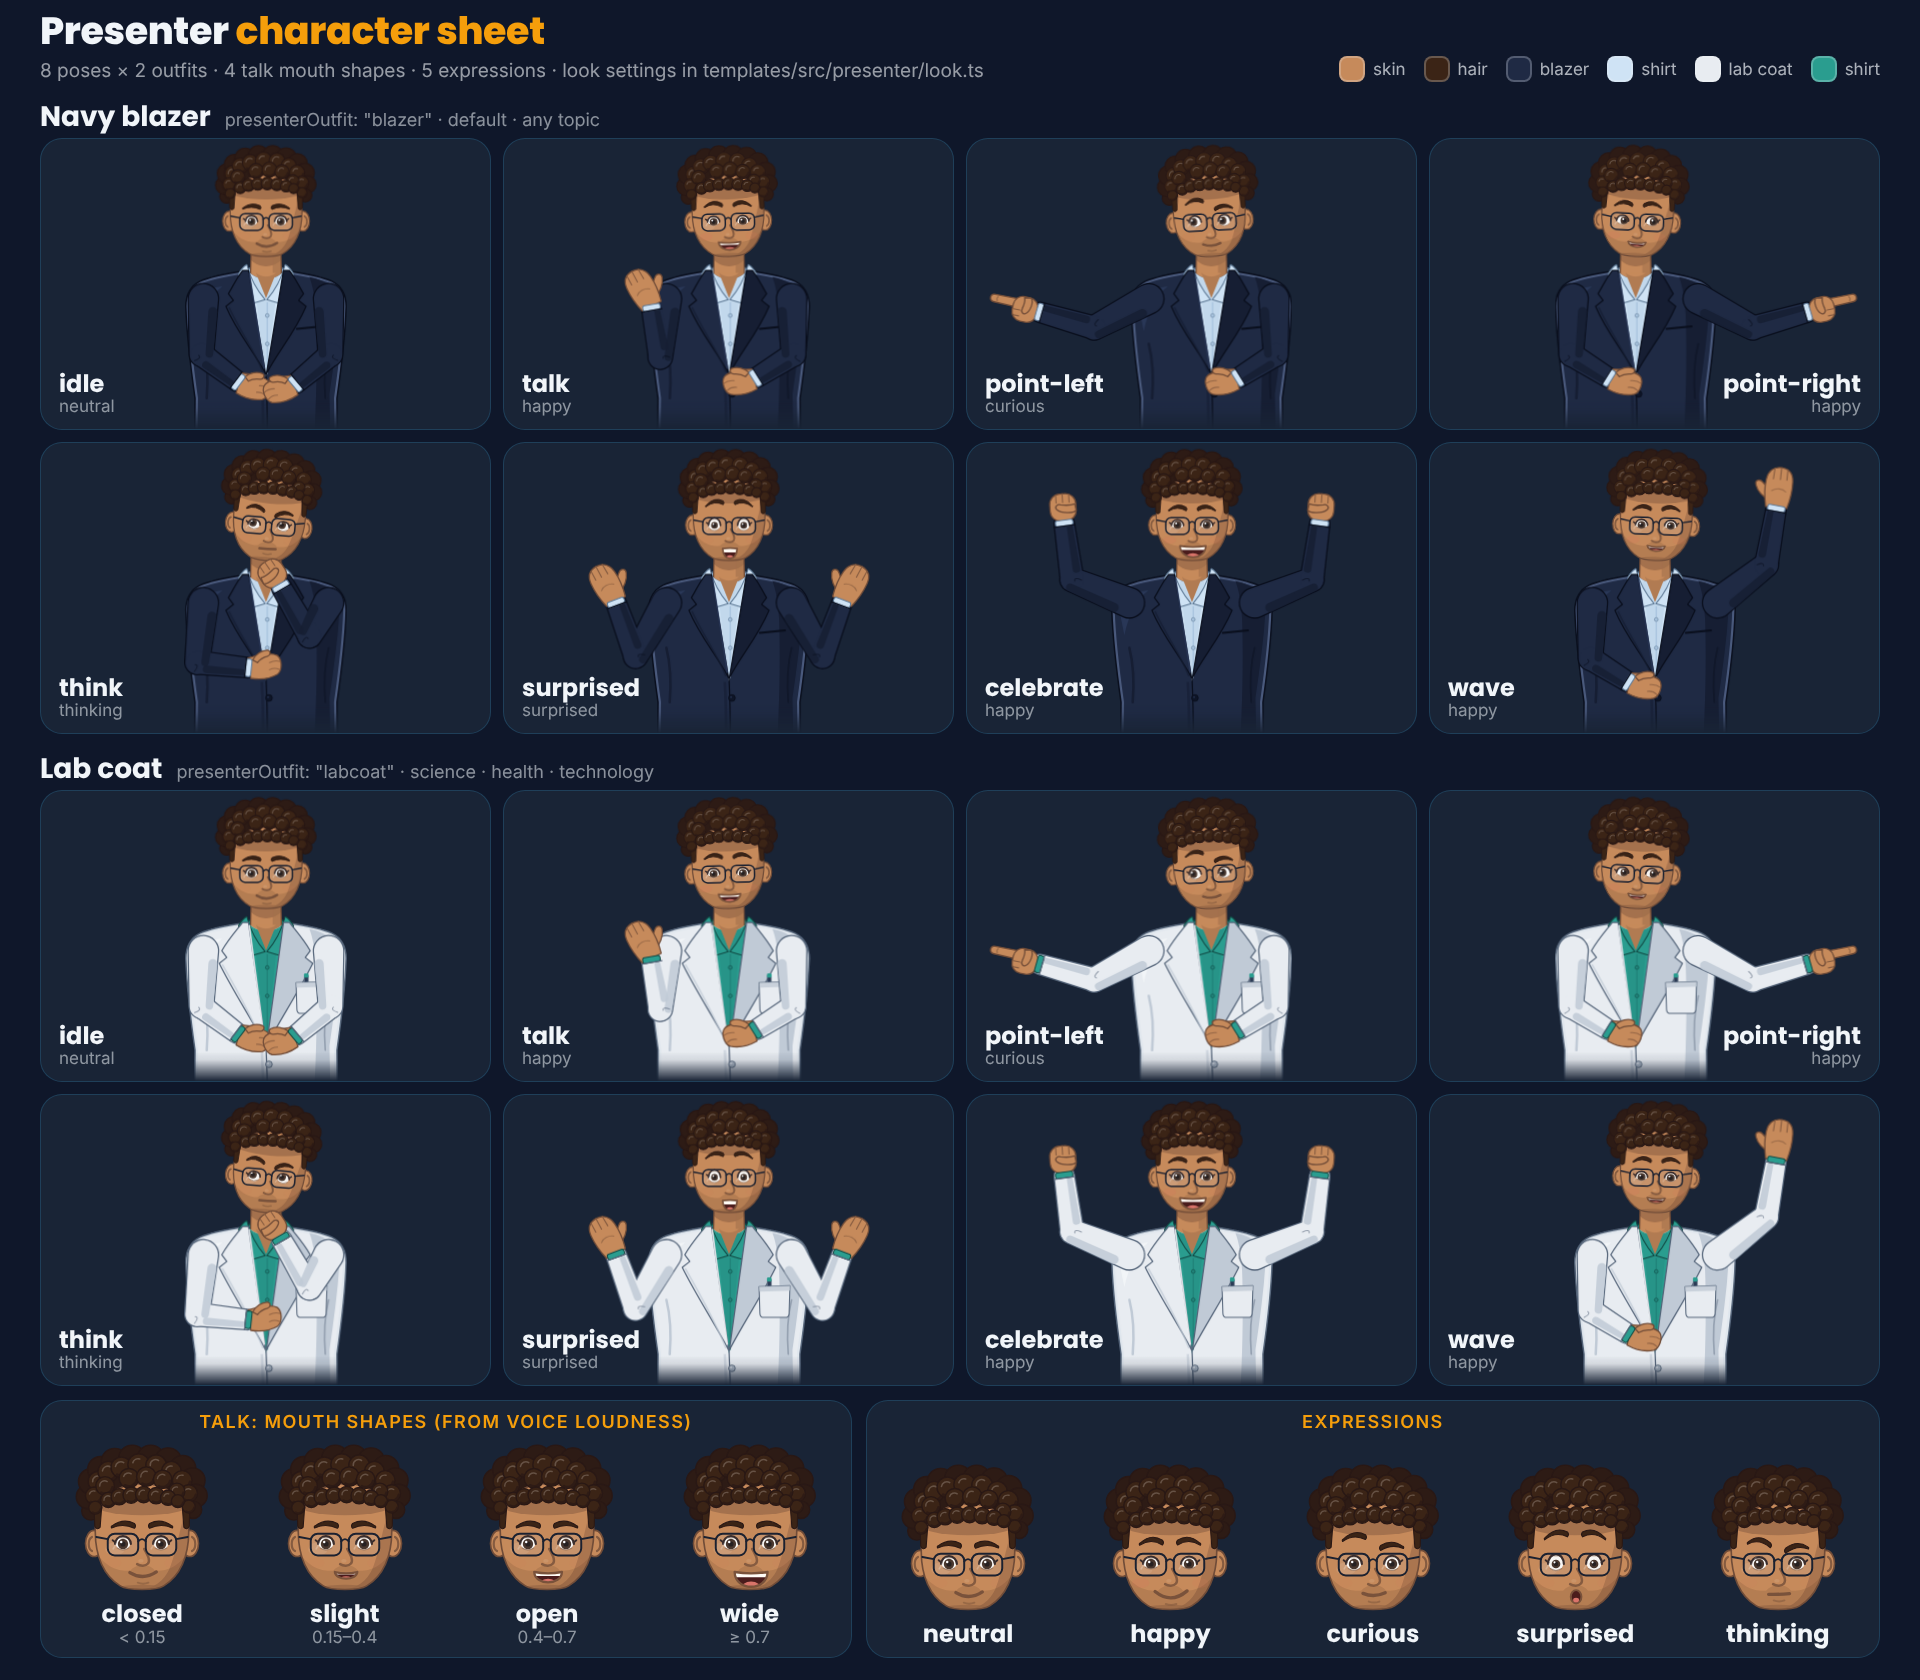 Presenter character sheet
8 poses × 2 outfits · 4 talk mouth shapes · 5 expressions · look settings in templates/src/presenter/look.ts
skin hair blazer shirt lab coat shirt
Navy blazer presenterOutfit: "blazer" · default · any topic
idle
neutral
talk
happy
point-left
curious
point-right
happy
think
thinking
surprised
surprised
celebrate
happy
wave
happy
Lab coat presenterOutfit: "labcoat" · science · health · technology
idle
neutral
talk
happy
point-left
curious
point-right
happy
think
thinking
surprised
surprised
celebrate
happy
wave
happy
TALK: MOUTH SHAPES (FROM VOICE LOUDNESS)
closed
< 0.15
slight
0.15–0.4
open
0.4–0.7
wide
≥ 0.7
EXPRESSIONS
neutral
happy
curious
surprised
thinking